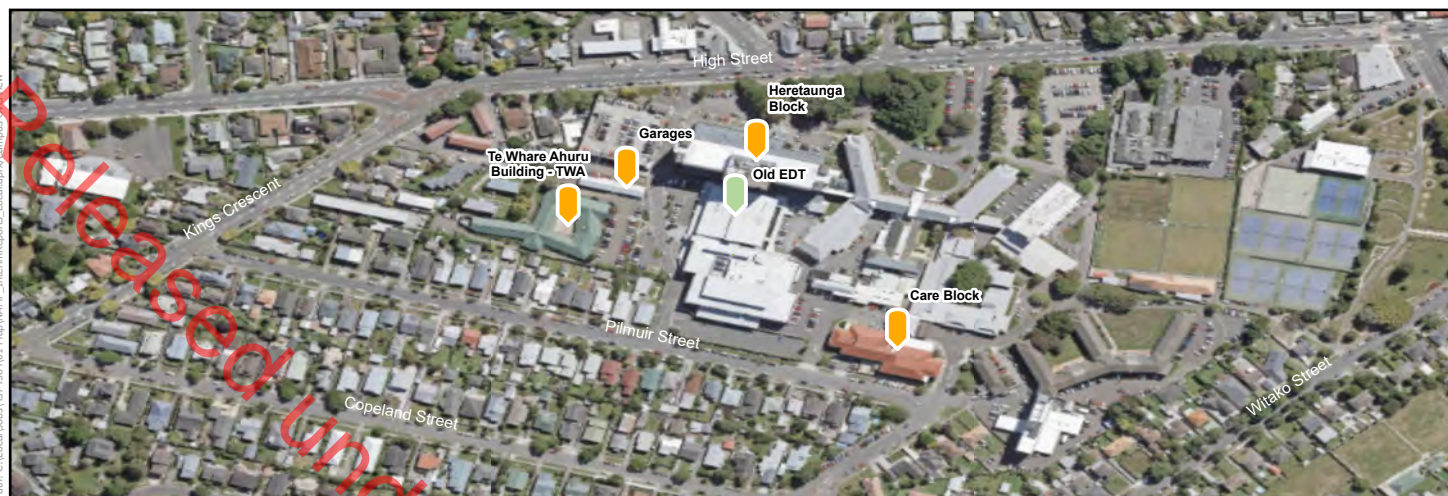 High Street
Heretaunga
Block
Garages
Te Whare Ahuru
Building - TWA
Old EDT
Kings Crescent
Care Block
Pilmuir Street
Witako Street
Copeland Street
Released und